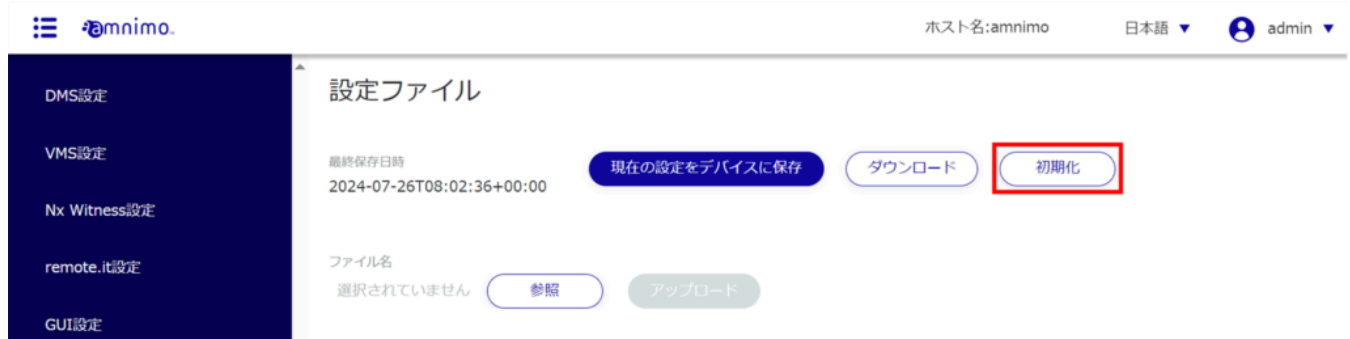 amnimo
ホスト名:amnimo
日本語 ▼
admin ▼
DMS設定
VMS設定
Nx Witness設定
remote.it設定
GUI設定
設定ファイル
最終保存日時
2024-07-26T08:02:36+00:00
現在の設定をデバイスに保存
ダウンロード
初期化
ファイル名
選択されていません
参照
アップロード